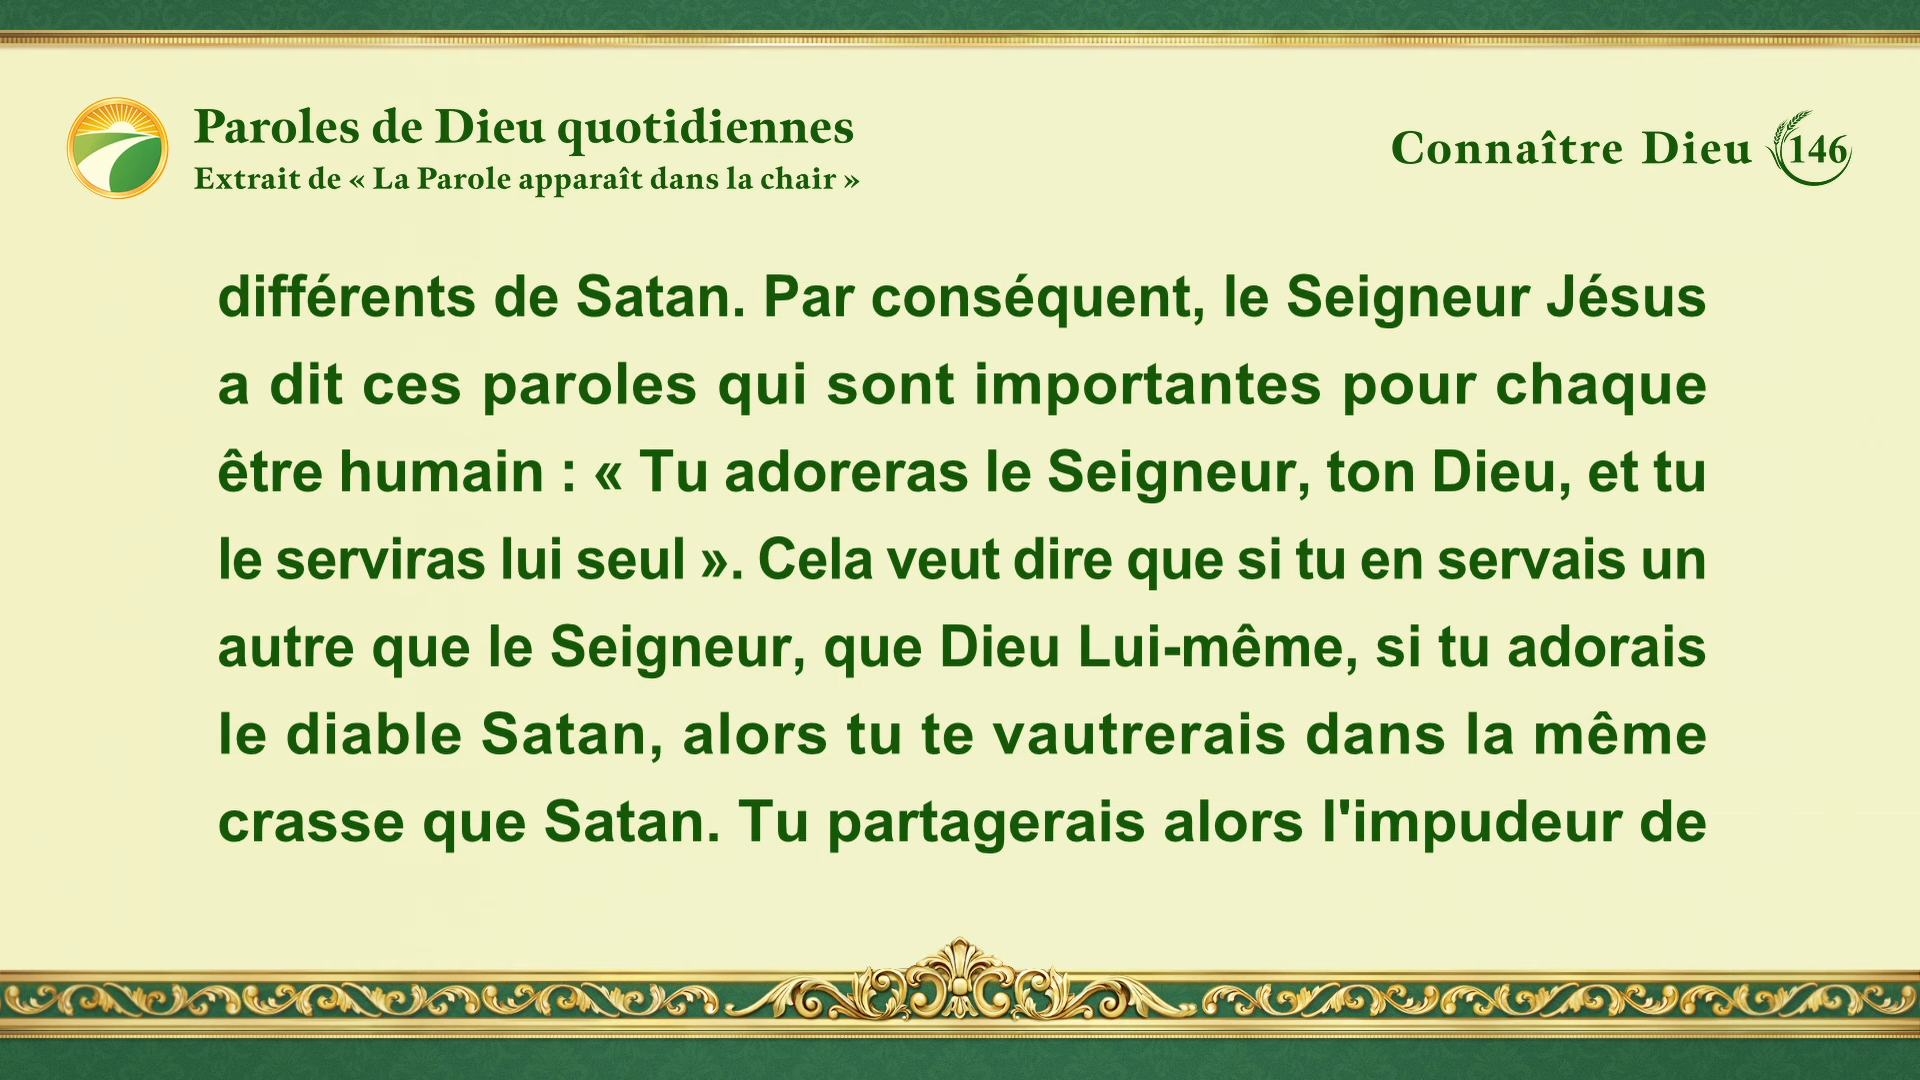 Paroles de Dieu quotidiennes
Extrait de « La Parole apparaît dans la chair »
Connaître Dieu 146
différents de Satan. Par conséquent, le Seigneur Jésus
a dit ces paroles qui sont importantes pour chaque
être humain : « Tu adoreras le Seigneur, ton Dieu, et tu
le serviras lui seul ». Cela veut dire que si tu en servais un
autre que le Seigneur, que Dieu Lui-même, si tu adorais
le diable Satan, alors tu te vautrerais dans la même
crasse que Satan. Tu partagerais alors l'impudeur de